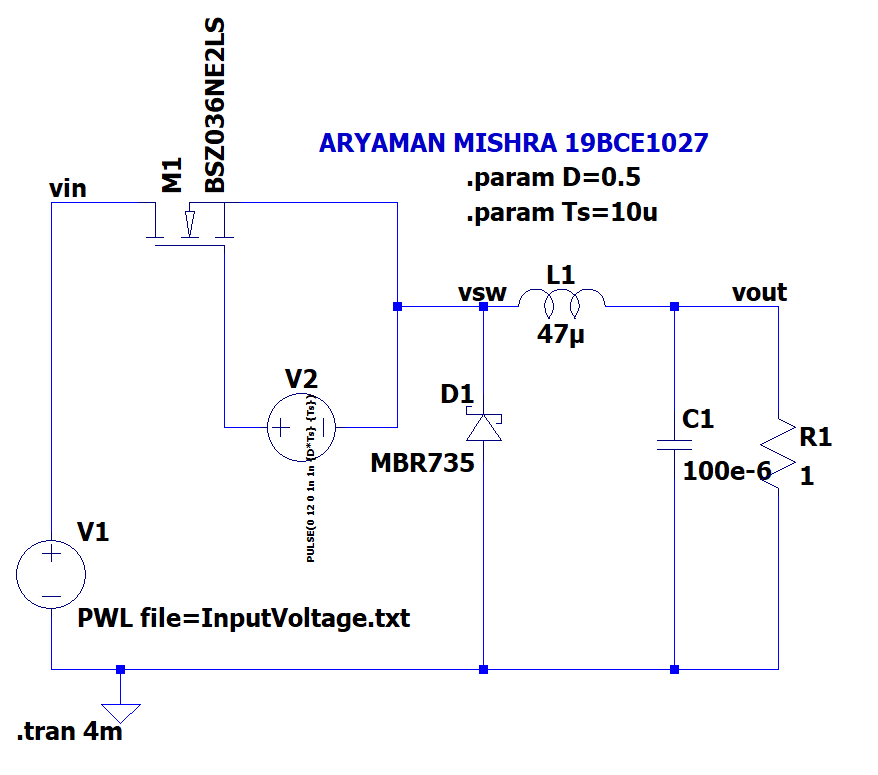 BSZ036NE2LS
M1
ARYAMAN MISHRA 19BCE1027
.param D=0.5
.param Ts=10u
vin
L1
vsw
vout
47µ
V2
D1
C1
R1
MBR735
100e-6
1
PULSE(0 12 0 1n 1n {D*Ts} {Ts})
V1
PWL file=InputVoltage.txt
.tran 4m